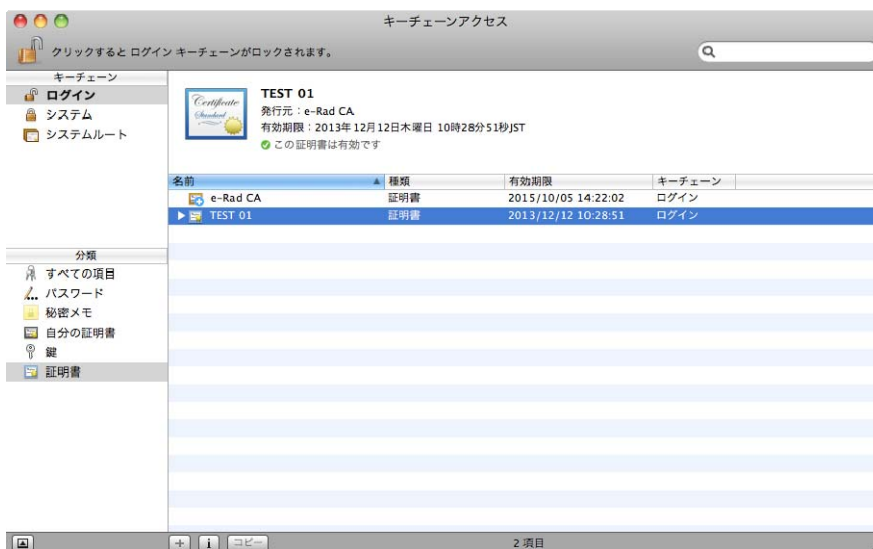 キーチェーンアクセス
クリックすると ログイン キーチェーンがロックされます。
キーチェーン
ログイン
システム
システムルート
Certificate
Standard
TEST 01
発行元：e-Rad CA
有効期限：2013年12月12日木曜日 10時28分51秒JST
この証明書は有効です
名前 種類 有効期限 キーチェーン
e-Rad CA 証明書 2015/10/05 14:22:02 ログイン
TEST 01 証明書 2013/12/12 10:28:51 ログイン
分類
すべての項目
パスワード
秘密メモ
自分の証明書
鍵
証明書
コピー
2 項目